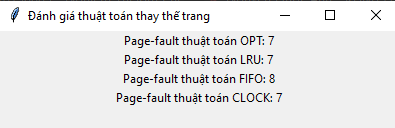 Đánh giá thuật toán thay thế trang
Page-fault thuật toán OPT: 7
Page-fault thuật toán LRU: 7
Page-fault thuật toán FIFO: 8
Page-fault thuật toán CLOCK: 7